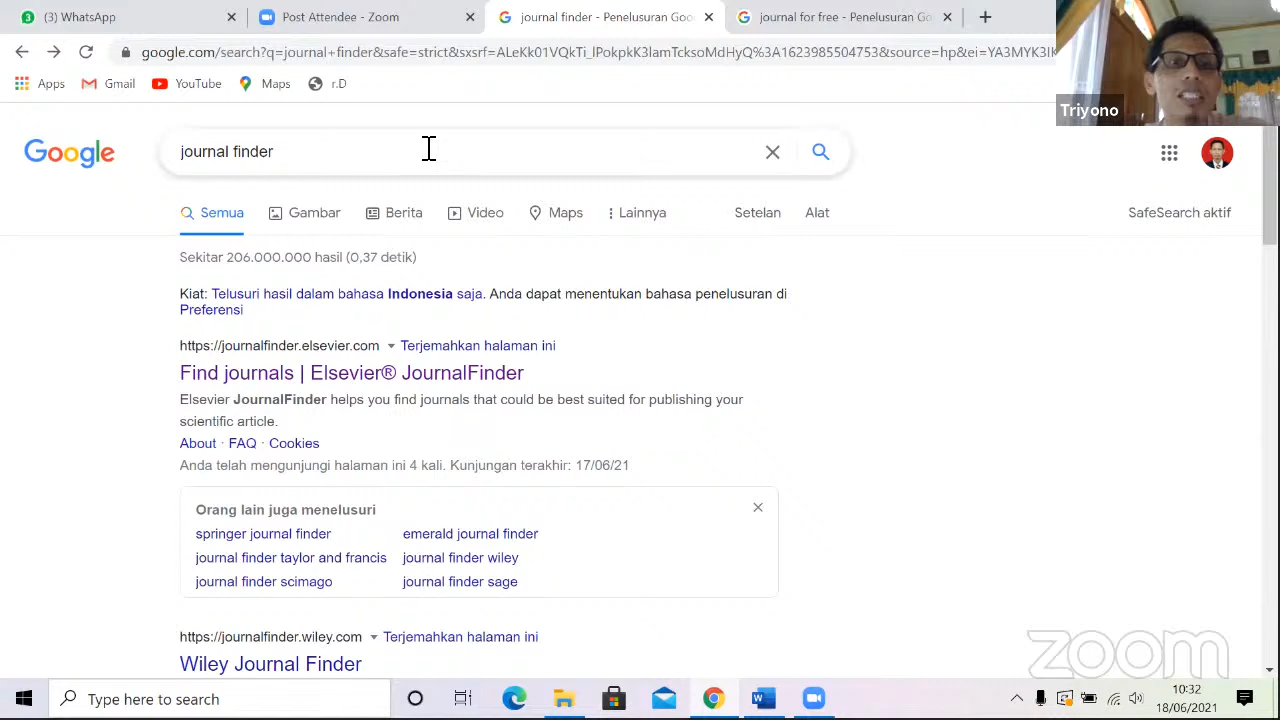 (3) WhatsApp
Post Attendee - Zoom
journal finder - Penelusuran Goo
journal for free - Penelusuran G
google.com/search?q=journal+finder&safe=strict&sxsrf=ALeKk01VQkTi_lPokpkK3lamTcksoMdHyQ%3A1623985504753&source=hp&ei=YA3MYK3lK
Apps
Gmail
YouTube
Maps
r.D
Triyono
Google
journal finder
Semua
Gambar
Berita
Video
Maps
Lainnya
Setelan
Alat
SafeSearch aktif
Sekitar 206.000.000 hasil (0,37 detik)
Kiat: Telusuri hasil dalam bahasa Indonesia saja. Anda dapat menentukan bahasa penelusuran di
Preferensi
https://journalfinder.elsevier.com Terjemahkan halaman ini
Find journals | Elsevier® JournalFinder
Elsevier JournalFinder helps you find journals that could be best suited for publishing your
scientific article.
About · FAQ · Cookies
Anda telah mengunjungi halaman ini 4 kali. Kunjungan terakhir: 17/06/21
Orang lain juga menelusuri
springer journal finder
emerald journal finder
journal finder taylor and francis
journal finder wiley
journal finder scimago
journal finder sage
https://journalfinder.wiley.com Terjemahkan halaman ini
Wiley Journal Finder
zoom
Type here to search
10:32
18/06/2021